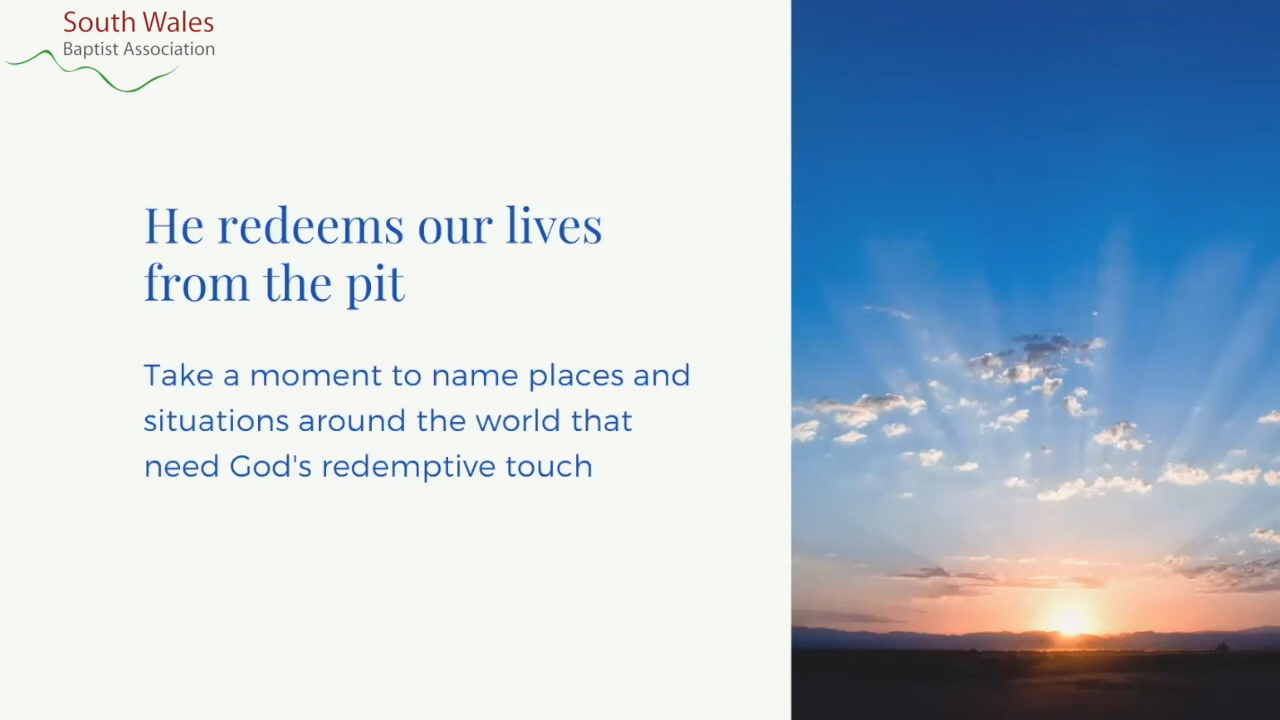 South Wales
Baptist Association
He redeems our lives
from the pit
Take a moment to name places and
situations around the world that
need God's redemptive touch